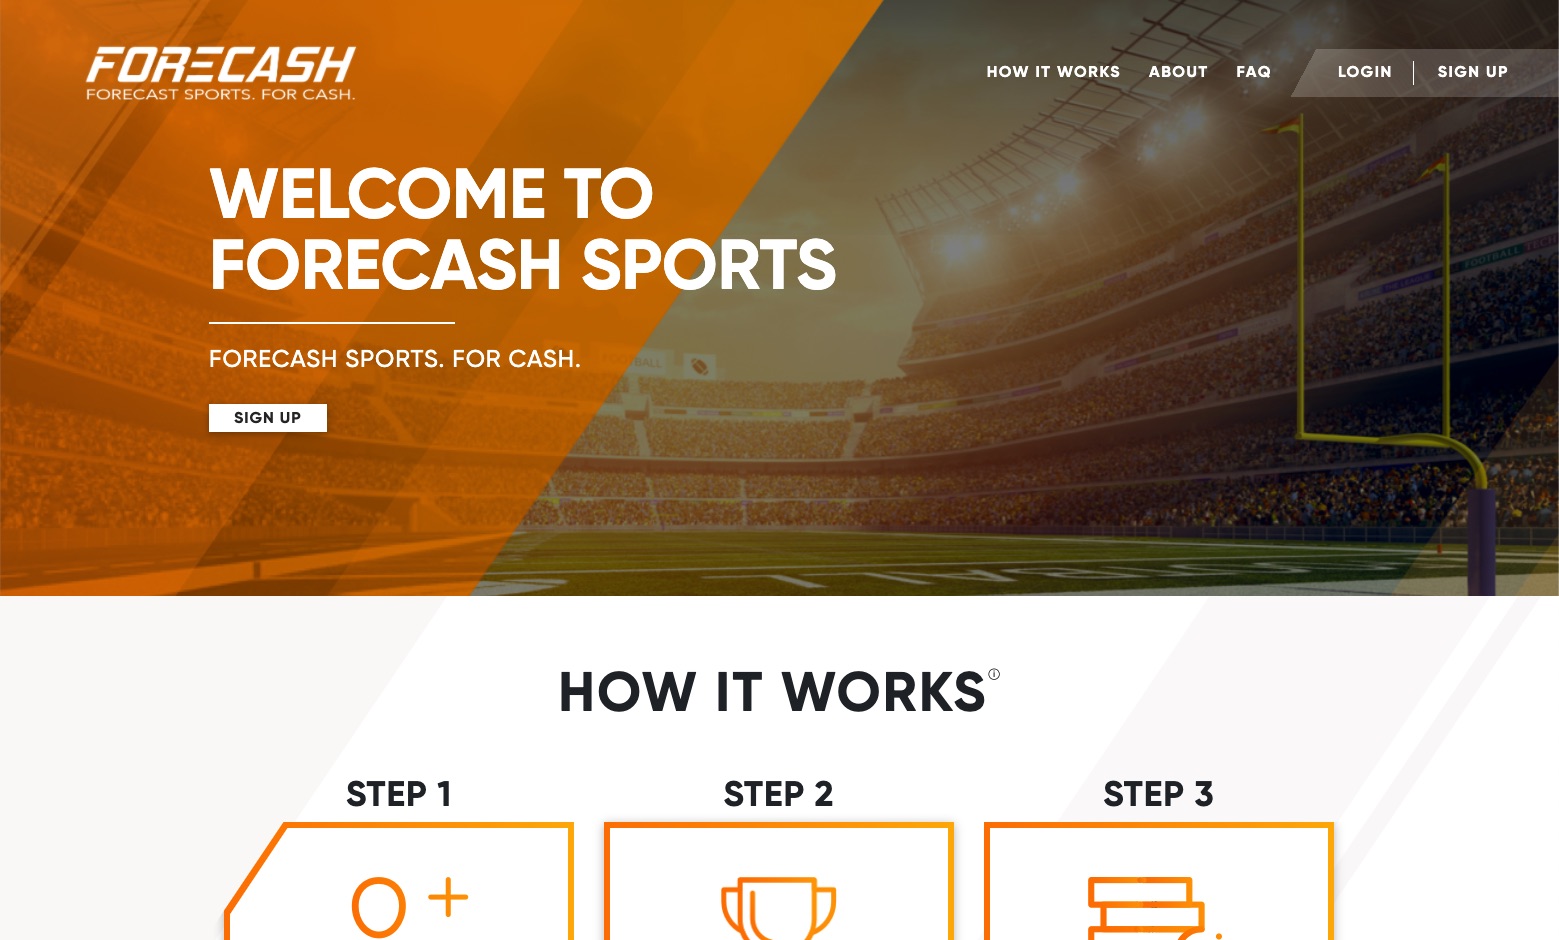 FORECASH
FORECAST SPORTS. FOR CASH.
HOW IT WORKS
ABOUT
FAQ
LOGIN
SIGN UP
WELCOME TO
FORECASH SPORTS
FORECASH SPORTS. FOR CASH.
SIGN UP
FOOTBALL
HOW IT WORKS
STEP 1
STEP 2
STEP 3